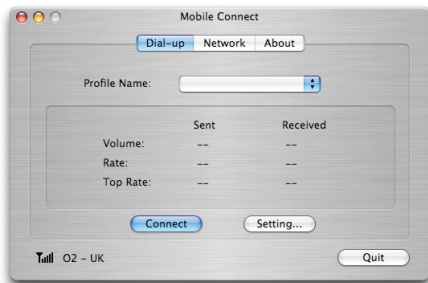 Mobile Connect
Dial-up Network About
Profile Name:
Sent Received
Volume: -- --
Rate: -- --
Top Rate: -- --
Connect Setting...
O2 – UK Quit